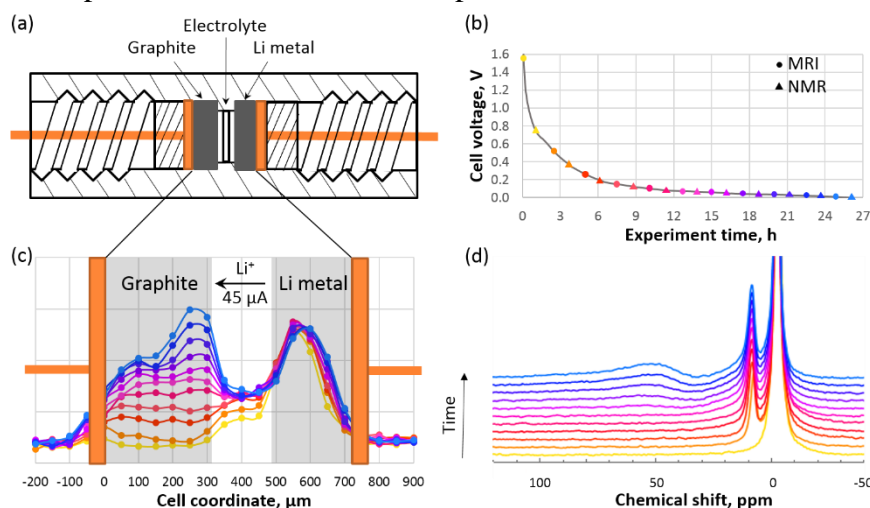 (a)
Electrolyte
Graphite
Li metal
(b)
1.6
1.4
1.2
1.0
0.8
0.6
0.4
0.2
0.0
Cell voltage, V
MRI
NMR
0 3 6 9 12 15 18 21 24 27
Experiment time, h
(c)
Graphite
Li⁺
45 µA
Li metal
-200 -100 0 100 200 300 400 500 600 700 800 900
Cell coordinate, µm
(d)
Time
100 50 0 -50
Chemical shift, ppm